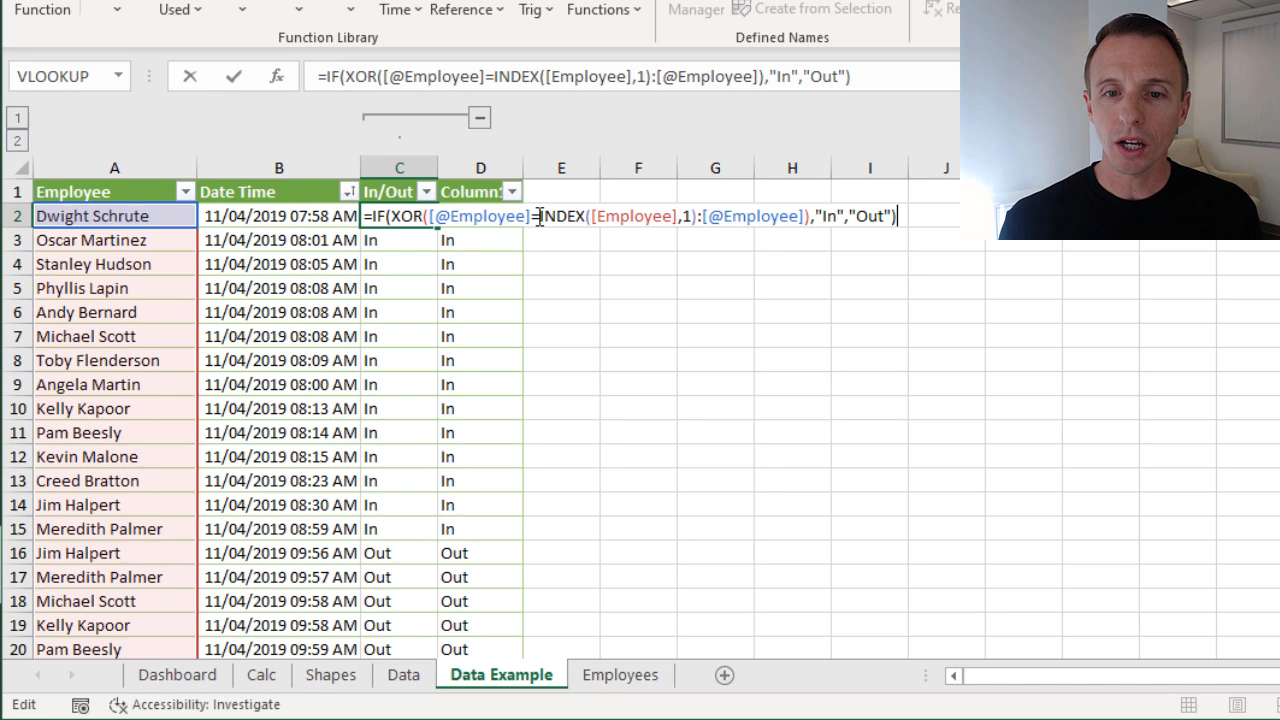 Function Used Time Reference Trig Functions Manager Create from Selection
Function Library Defined Names
VLOOKUP fx =IF(XOR([@Employee]=INDEX([Employee],1):[@Employee]),"In","Out")
1
2
A B C D E F G H I J
1 Employee Date Time In/Out Column
2 Dwight Schrute 11/04/2019 07:58 AM =IF(XOR([@Employee]=INDEX([Employee],1):[@Employee]),"In","Out")
3 Oscar Martinez 11/04/2019 08:01 AM In In
4 Stanley Hudson 11/04/2019 08:05 AM In In
5 Phyllis Lapin 11/04/2019 08:08 AM In In
6 Andy Bernard 11/04/2019 08:08 AM In In
7 Michael Scott 11/04/2019 08:08 AM In In
8 Toby Flenderson 11/04/2019 08:09 AM In In
9 Angela Martin 11/04/2019 08:00 AM In In
10 Kelly Kapoor 11/04/2019 08:13 AM In In
11 Pam Beesly 11/04/2019 08:14 AM In In
12 Kevin Malone 11/04/2019 08:15 AM In In
13 Creed Bratton 11/04/2019 08:23 AM In In
14 Jim Halpert 11/04/2019 08:30 AM In In
15 Meredith Palmer 11/04/2019 08:59 AM In In
16 Jim Halpert 11/04/2019 09:56 AM Out Out
17 Meredith Palmer 11/04/2019 09:57 AM Out Out
18 Michael Scott 11/04/2019 09:58 AM Out Out
19 Kelly Kapoor 11/04/2019 09:58 AM Out Out
20 Pam Beesly 11/04/2019 09:59 AM Out Out
Dashboard Calc Shapes Data Data Example Employees
Edit Accessibility: Investigate